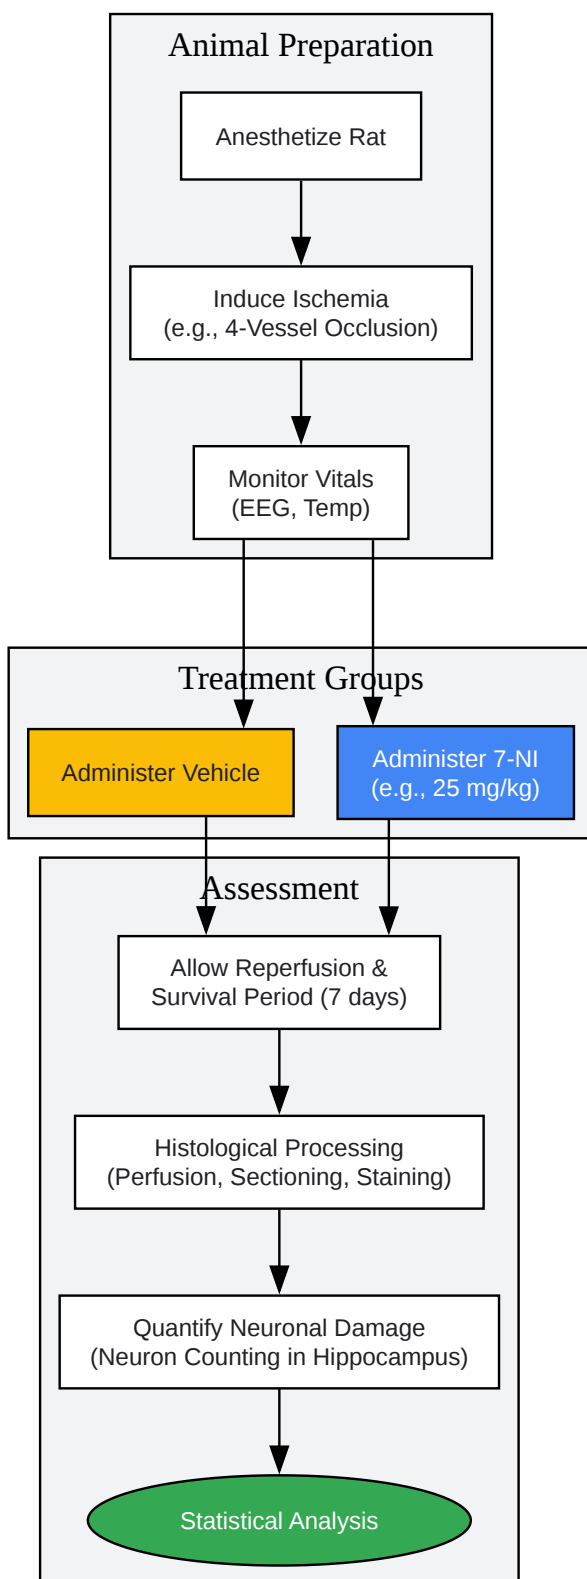 Animal Preparation
Anesthetize Rat
Induce Ischemia
(e.g., 4-Vessel Occlusion)
Monitor Vitals
(EEG, Temp)
Treatment Groups
Administer Vehicle
Administer 7-NI
(e.g., 25 mg/kg)
Assessment
Allow Reperfusion &
Survival Period (7 days)
Histological Processing
(Perfusion, Sectioning, Staining)
Quantify Neuronal Damage
(Neuron Counting in Hippocampus)
Statistical Analysis